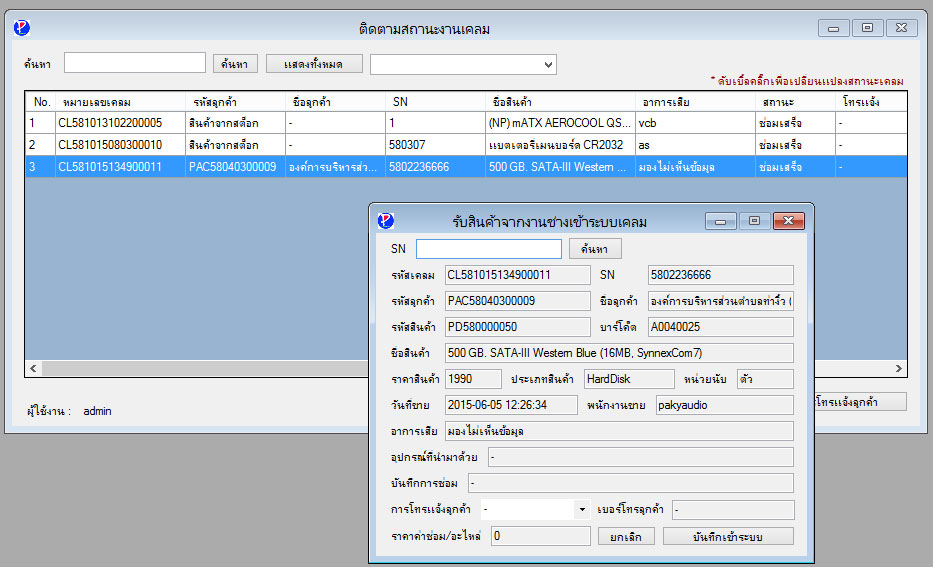 ติดตามสถานะงานเคลม
ค้นหา ค้นหา แสดงทั้งหมด
* ดับเบิ้ลคลิ๊กเพื่อเปลี่ยนแปลงสถานะเคลม
No. หมายเลขเคลม รหัสลูกค้า ชื่อลูกค้า SN ชื่อสินค้า อาการเสีย สถานะ โทรแจ้ง
1 CL581013102200005 สินค้าจากสต็อก - 1 (NP) mATX AEROCOOL QS... vcb ซ่อมเสร็จ -
2 CL581015080300010 สินค้าจากสต็อก - 580307 แบตเตอรี่เมนบอร์ด CR2032 as ซ่อมเสร็จ -
3 CL581015134900011 PAC58040300009 องค์การบริหารส่ว... 5802236666 500 GB. SATA-III Western ... มองไม่เห็นข้อมูล ซ่อมเสร็จ -
รับสินค้าจากงานช่างเข้าระบบเคลม
SN ค้นหา
รหัสเคลม CL581015134900011 SN 5802236666
รหัสลูกค้า PAC58040300009 ชื่อลูกค้า องค์การบริหารส่วนตำบลท่างิ้ว (
รหัสสินค้า PD580000050 บาร์โค๊ด A0040025
ชื่อสินค้า 500 GB. SATA-III Western Blue (16MB, SynnexCom7)
ราคาสินค้า 1990 ประเภทสินค้า HardDisk หน่วยนับ ตัว
วันที่ขาย 2015-06-05 12:26:34 พนักงานขาย pakyaudio
อาการเสีย มองไม่เห็นข้อมูล
อุปกรณ์ที่นำมาด้วย -
บันทึกการซ่อม -
การโทรแจ้งลูกค้า - เบอร์โทรลูกค้า -
ราคาค่าซ่อม/อะไหล่ 0 ยกเลิก บันทึกเข้าระบบ
ผู้ใช้งาน : admin โทรแจ้งลูกค้า